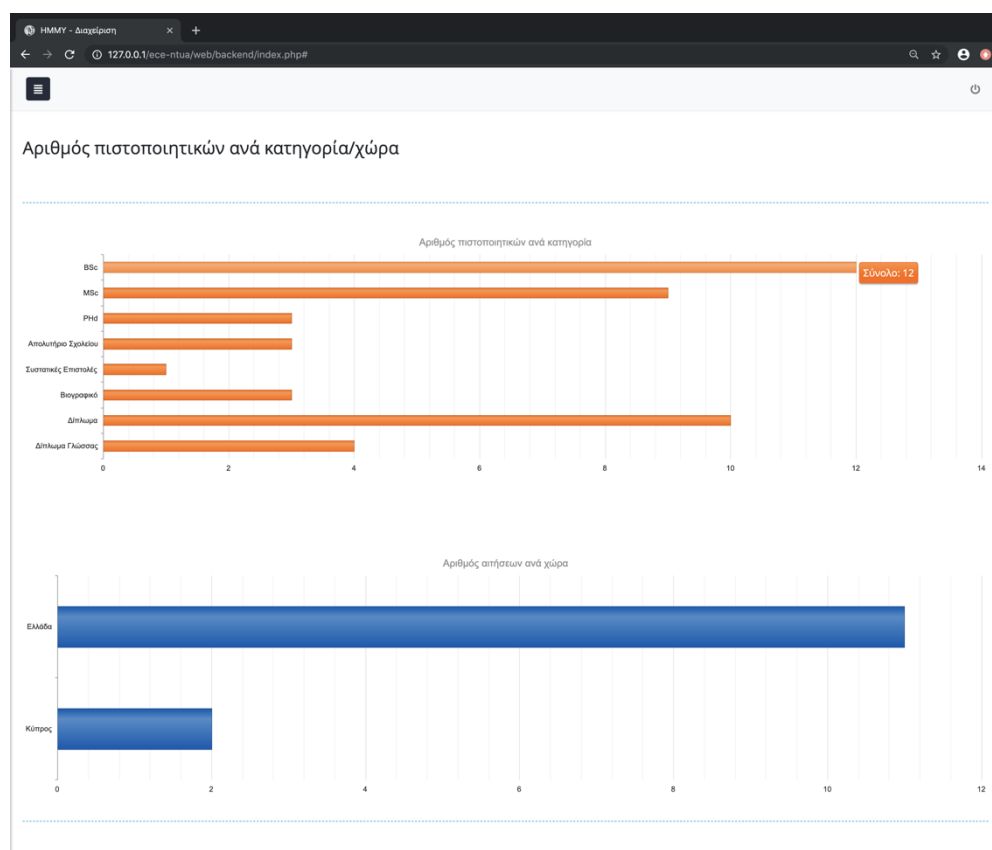 ΗΜΜΥ - Διαχείριση
127.0.0.1/ece-ntua/web/backend/index.php#
Αριθμός πιστοποιητικών ανά κατηγορία/χώρα
Αριθμός πιστοποιητικών ανά κατηγορία
BSc
Σύνολο: 12
MSc
PHd
Απολυτήριο Σχολείου
Συστατικές Επιστολές
Βιογραφικό
Δίπλωμα
Δίπλωμα Γλώσσας
0 2 4 6 8 10 12 14
Αριθμός αιτήσεων ανά χώρα
Ελλάδα
Κύπρος
0 2 4 6 8 10 12